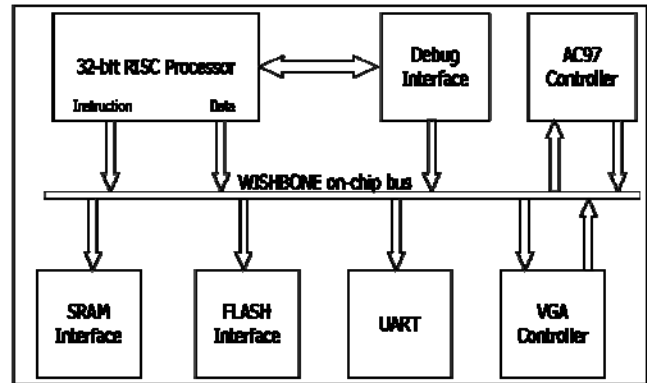 32-bit RISC Processor
Instruction Data
Debug
Interface
AC97
Controller
WISHBONE on-chip bus
SRAM
Interface
FLASH
Interface
UART
VGA
Controller